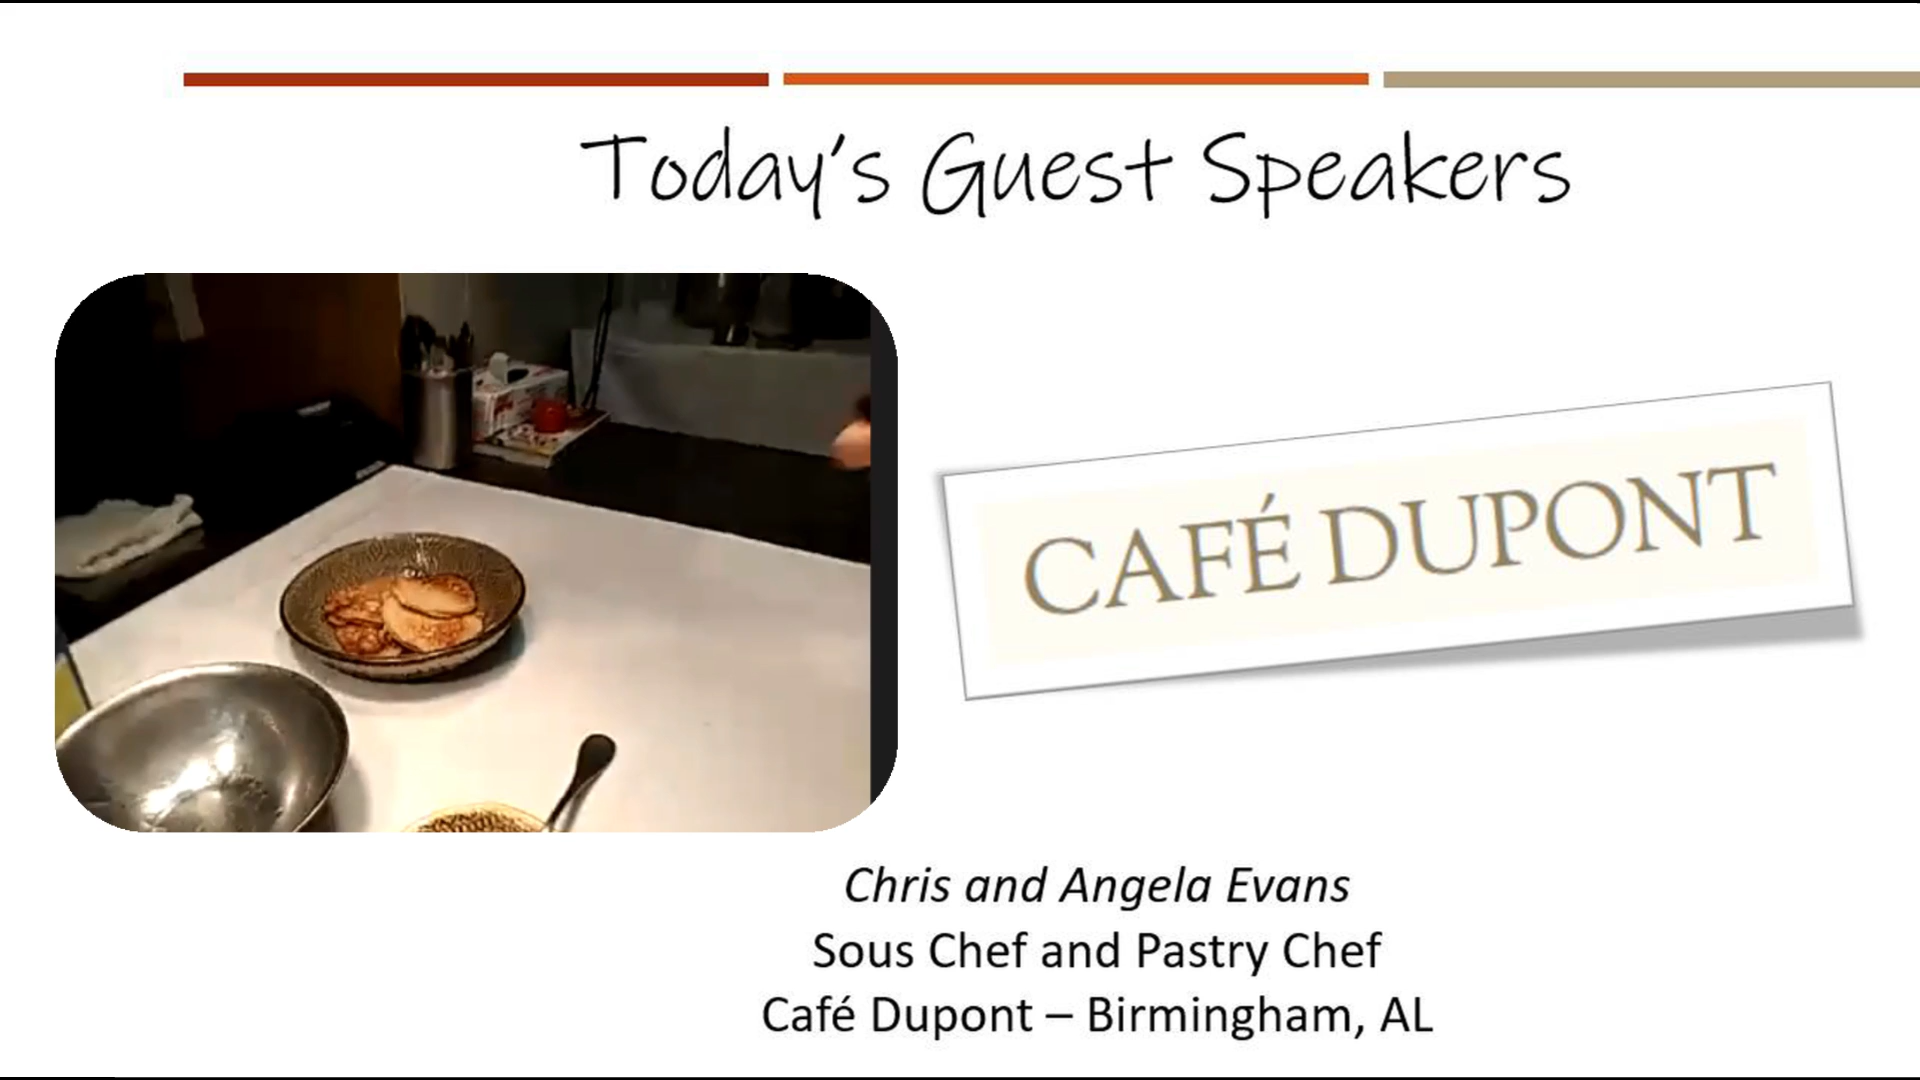 Today's Guest Speakers
CAFÉ DUPONT
Chris and Angela Evans
Sous Chef and Pastry Chef
Café Dupont – Birmingham, AL